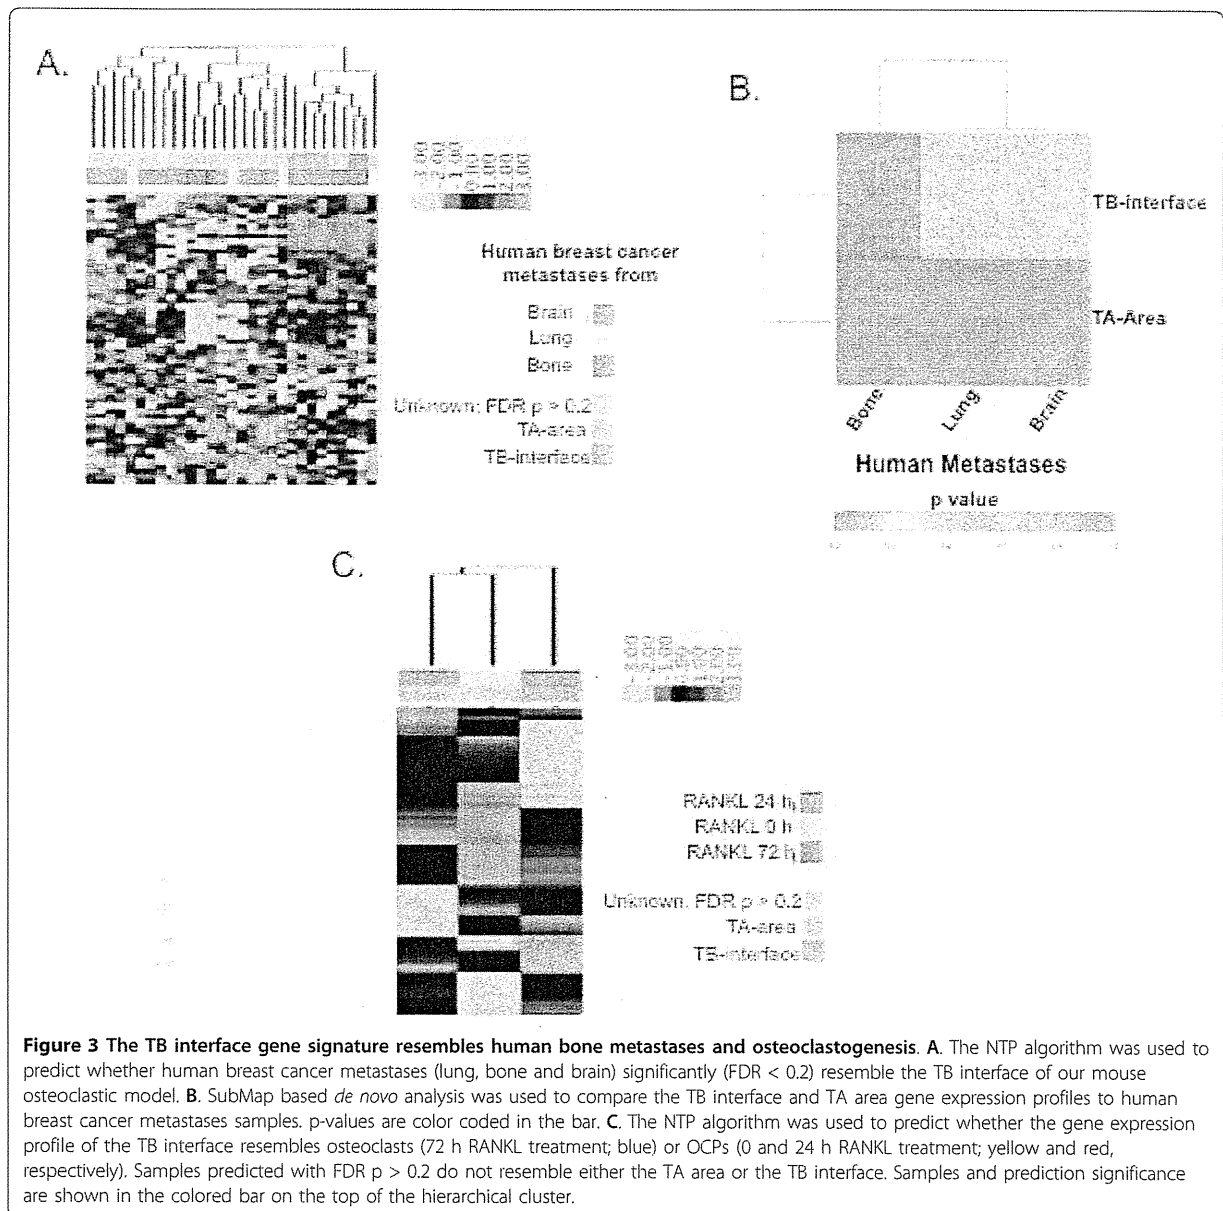 A.
Human breast cancer
metastases from
Brain
Lung
Bone
Unknown: FDR p > 0.2
TA-area
TB-interface
B.
TB-interface
TA-Area
Bone
Lung
Brain
Human Metastases
p value
C.
RANKL 24 h
RANKL 0 h
RANKL 72 h
Unknown: FDR p > 0.2
TA-area
TB-interface
Figure 3 The TB interface gene signature resembles human bone metastases and osteoclastogenesis. A. The NTP algorithm was used to
predict whether human breast cancer metastases (lung, bone and brain) significantly (FDR < 0.2) resemble the TB interface of our mouse
osteoclastic model. B. SubMap based de novo analysis was used to compare the TB interface and TA area gene expression profiles to human
breast cancer metastases samples. p-values are color coded in the bar. C. The NTP algorithm was used to predict whether the gene expression
profile of the TB interface resembles osteoclasts (72 h RANKL treatment; blue) or OCPs (0 and 24 h RANKL treatment; yellow and red,
respectively). Samples predicted with FDR p > 0.2 do not resemble either the TA area or the TB interface. Samples and prediction significance
are shown in the colored bar on the top of the hierarchical cluster.